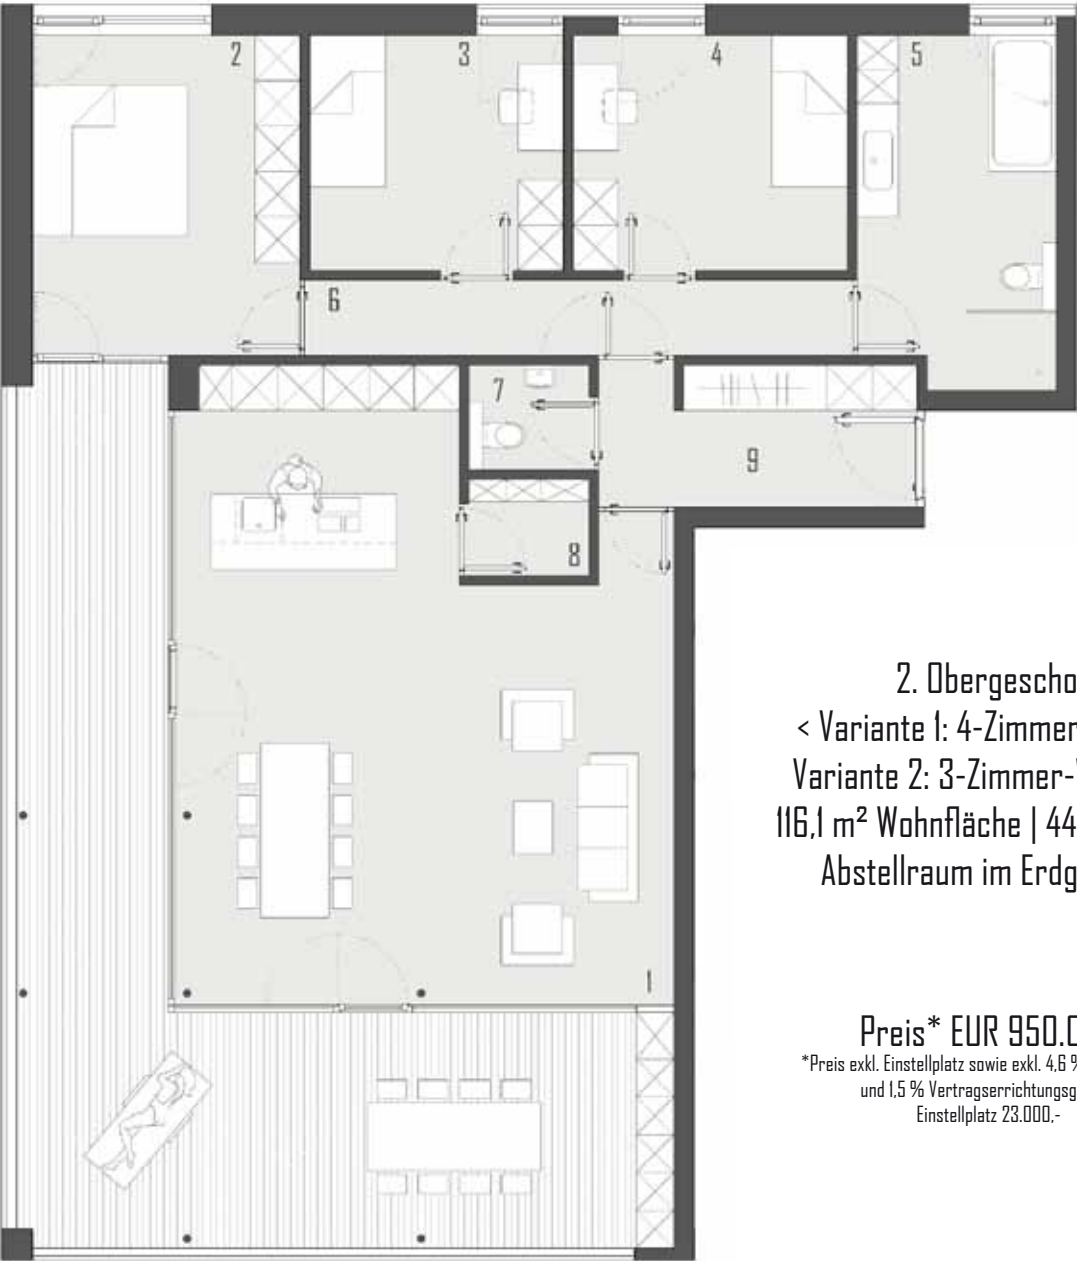 2
3
4
5
6
7
9
8
1
2. Obergescho
< Variante 1: 4-Zimmer
Variante 2: 3-Zimmer-
116,1 m² Wohnfläche | 44
Abstellraum im Erdg
Preis* EUR 950.0
*Preis exkl. Einstellplatz sowie exkl. 4,6 %
und 1,5 % Vertragserrichtungsg
Einstellplatz 23.000,-